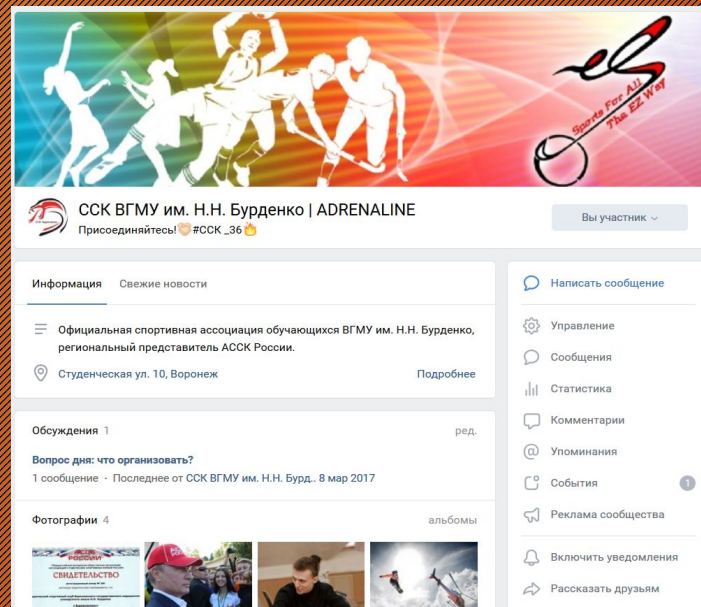 Sports For All
The EZ Way
ССК ВГМУ им. Н.Н. Бурденко | ADRENALINE
Присоединяйтесь!#ССК _36
Вы участник
Информация Свежие новости
Официальная спортивная ассоциация обучающихся ВГМУ им. Н.Н. Бурденко,
региональный представитель АССК России.
Студенческая ул. 10, Воронеж Подробнее
Обсуждения 1 ред.
Вопрос дня: что организовать?
1 сообщение · Последнее от ССК ВГМУ им. Н.Н. Бурд.. 8 мар 2017
Фотографии 4 альбомы
РОССИИ
СВИДЕТЕЛЬСТВО
Написать сообщение
Управление
Сообщения
Статистика
Комментарии
Упоминания
События 1
Реклама сообщества
Включить уведомления
Рассказать друзьям